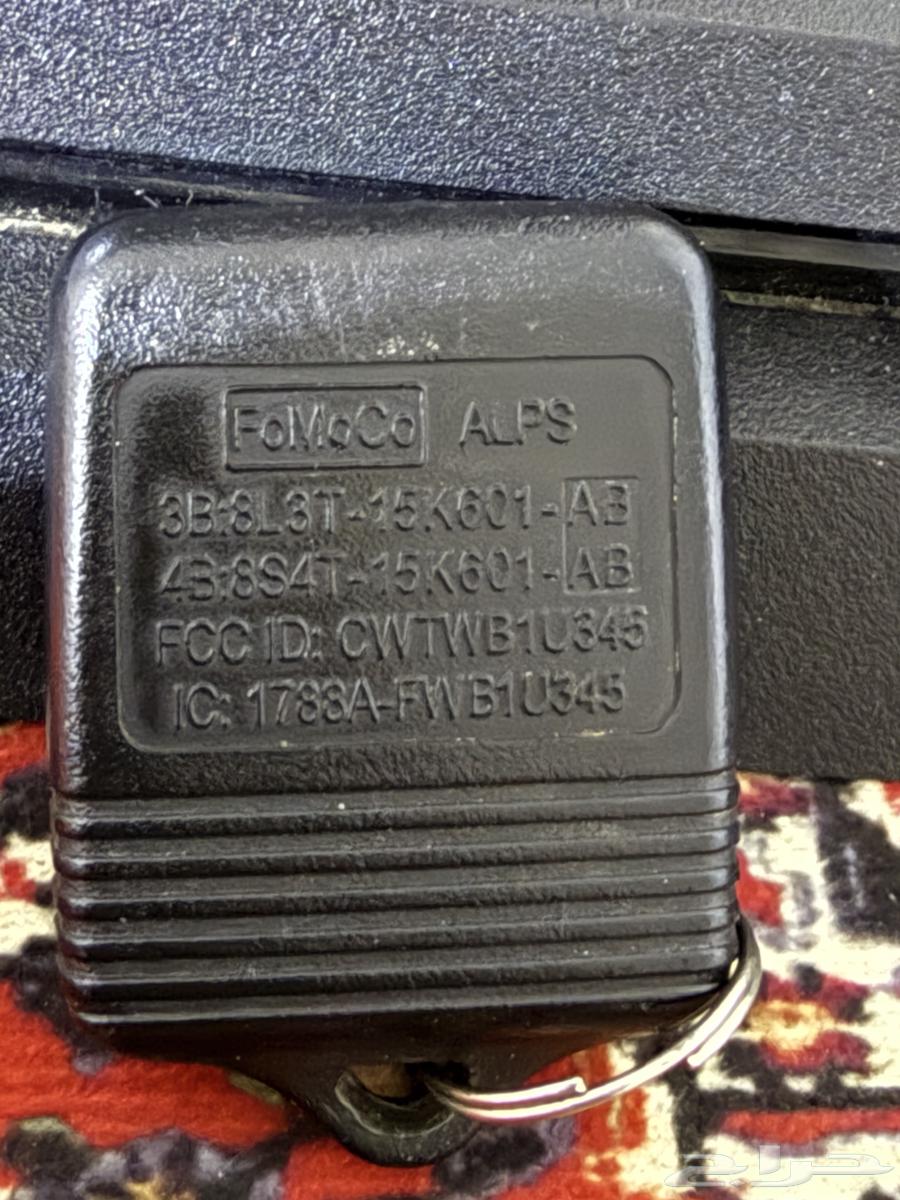 FoMoCo ALPS
3B:8L3T-15K601-AB
4B:8S4T-15K601-AB
FCC ID: CWTWB1U345
IC: 1788A-FWB1U345
حراج